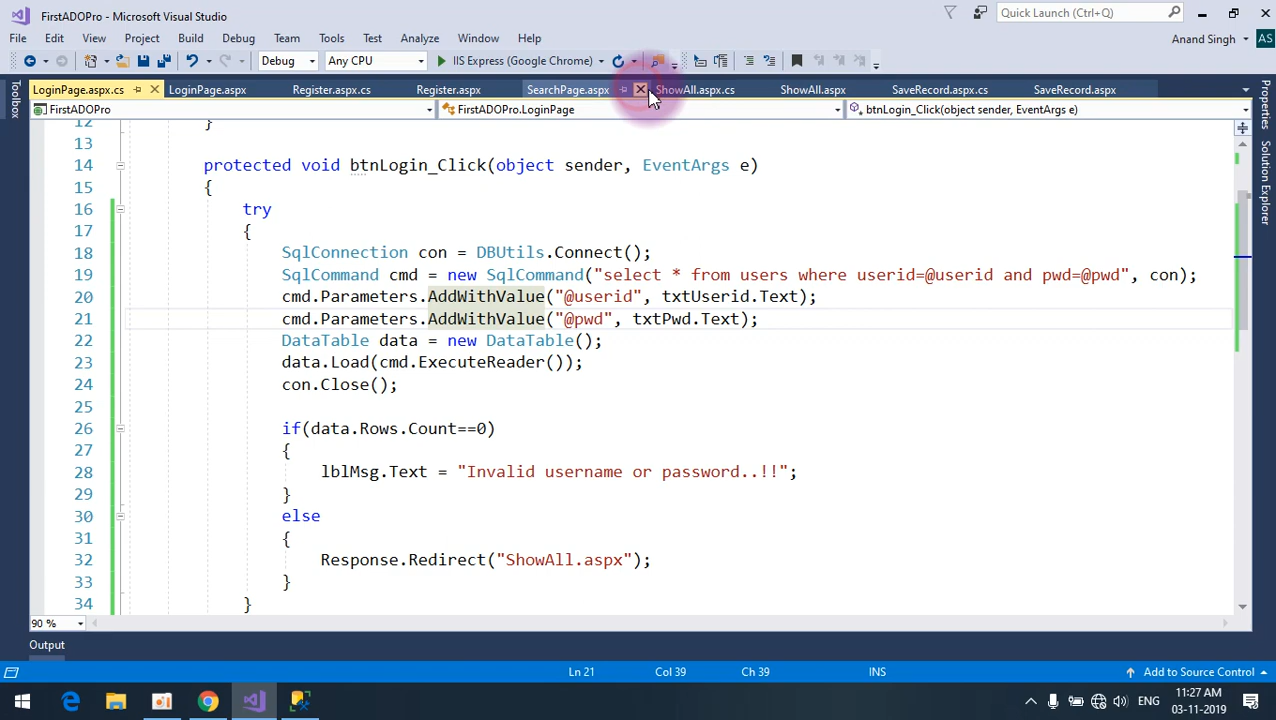 FirstADOPro - Microsoft Visual Studio
Quick Launch (Ctrl+Q)
File Edit View Project Build Debug Team Tools Test Analyze Window Help
Anand Singh AS
Debug Any CPU IIS Express (Google Chrome)
LoginPage.aspx.cs LoginPage.aspx Register.aspx.cs Register.aspx SearchPage.aspx ShowAll.aspx.cs ShowAll.aspx SaveRecord.aspx.cs SaveRecord.aspx
FirstADOPro FirstADOPro.LoginPage btnLogin_Click(object sender, EventArgs e)
Toolbox
Properties
Solution Explorer
12 }
13
14 protected void btnLogin_Click(object sender, EventArgs e)
15 {
16 try
17 {
18 SqlConnection con = DBUtils.Connect();
19 SqlCommand cmd = new SqlCommand("select * from users where userid=@userid and pwd=@pwd", con);
20 cmd.Parameters.AddWithValue("@userid", txtUserid.Text);
21 cmd.Parameters.AddWithValue("@pwd", txtPwd.Text);
22 DataTable data = new DataTable();
23 data.Load(cmd.ExecuteReader());
24 con.Close();
25
26 if(data.Rows.Count==0)
27 {
28 lblMsg.Text = "Invalid username or password..!!";
29 }
30 else
31 {
32 Response.Redirect("ShowAll.aspx");
33 }
34 }
90 %
Output
Ln 21 Col 39 Ch 39 INS Add to Source Control
ENG 11:27 AM
03-11-2019